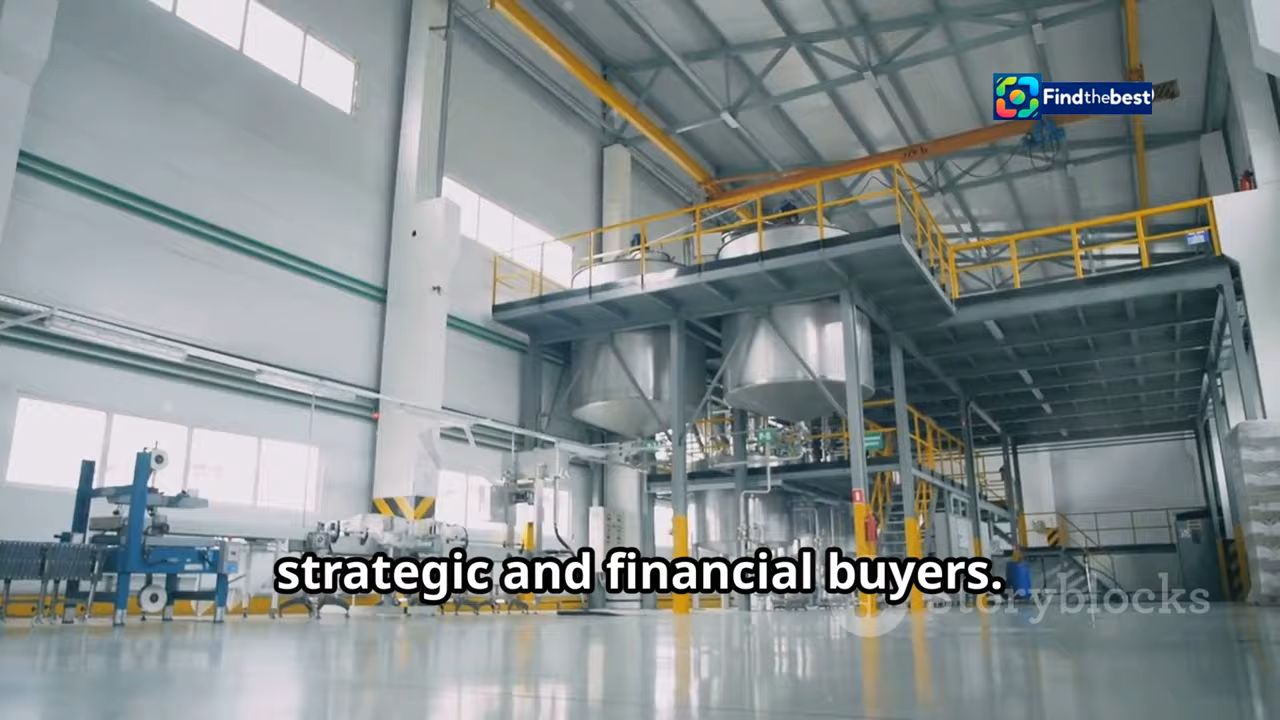 Findthebest
strategic and financial buyers.
Storyblocks